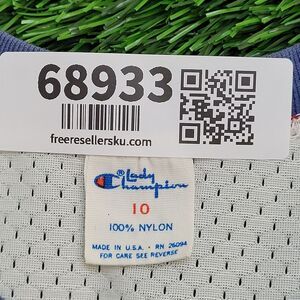 68933
freeresellersku.com
® Lady
Champion
10
100% NYLON
MADE IN U.S.A. • RN 26094
FOR CARE SEE REVERSE